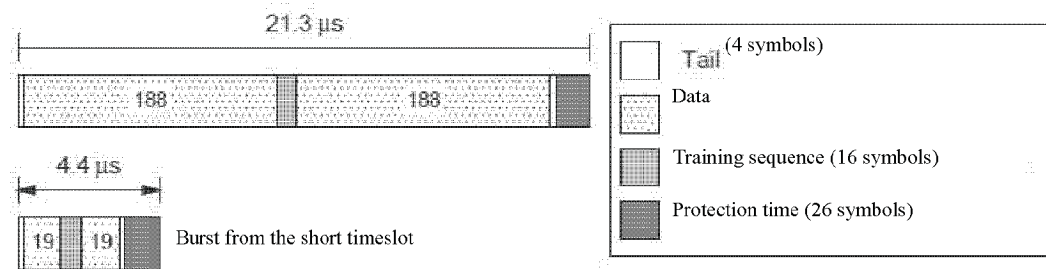 21.3 µs
188 188
4.4 µs
19 19
Burst from the short timeslot
Tail (4 symbols)
Data
Training sequence (16 symbols)
Protection time (26 symbols)